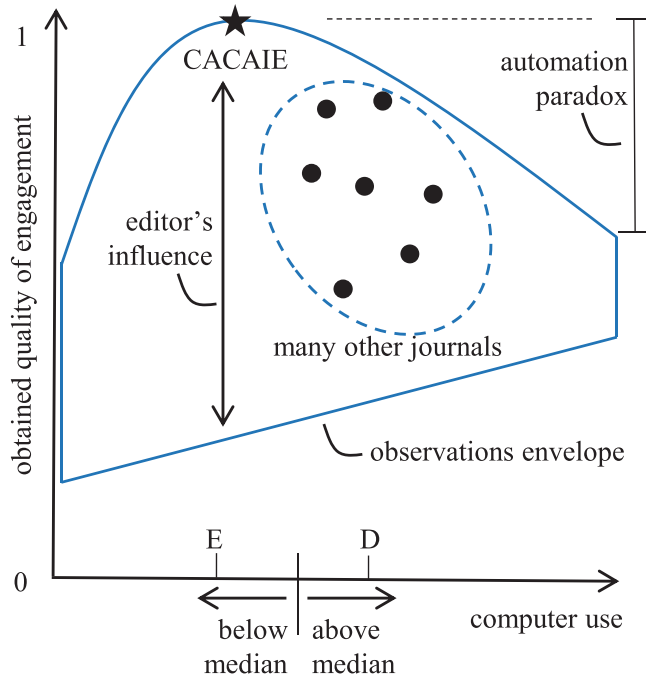 1
CACAIE
automation
paradox
obtained quality of engagement
editor's
influence
many other journals
observations envelope
E
D
0
computer use
below
median
above
median